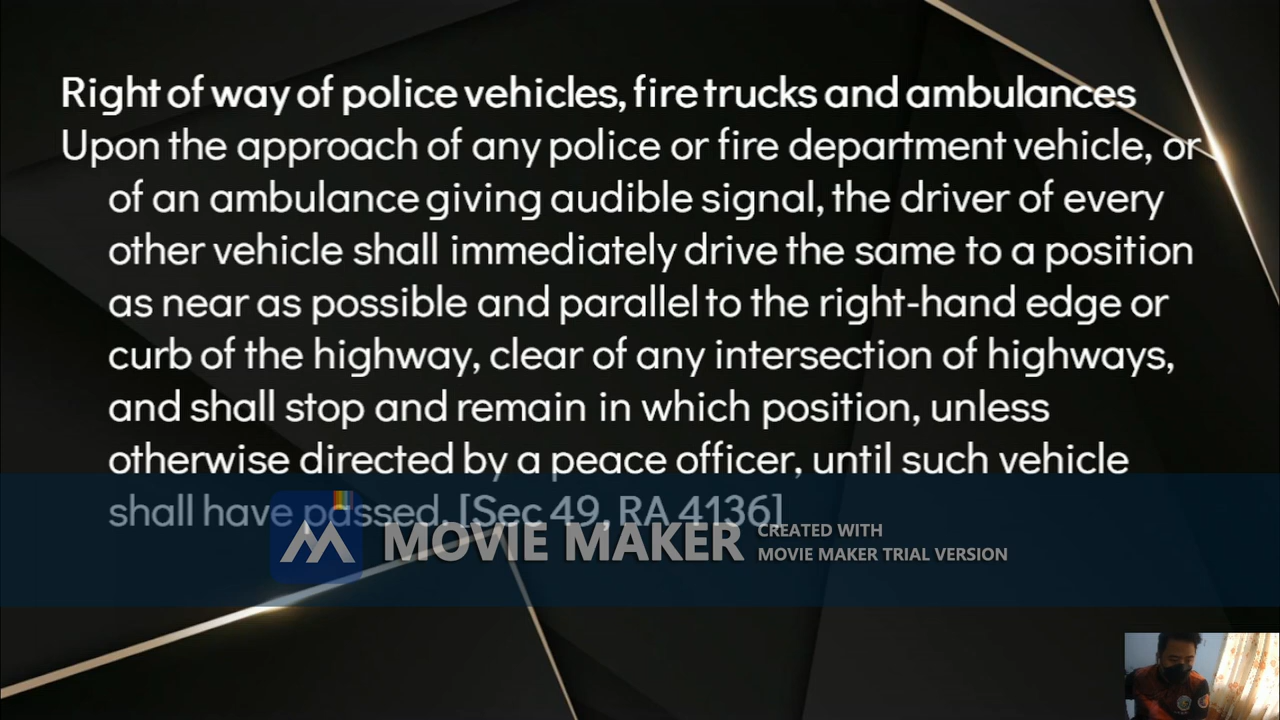 Right of way of police vehicles, fire trucks and ambulances
Upon the approach of any police or fire department vehicle, or
of an ambulance giving audible signal, the driver of every
other vehicle shall immediately drive the same to a position
as near as possible and parallel to the right-hand edge or
curb of the highway, clear of any intersection of highways,
and shall stop and remain in which position, unless
otherwise directed by a peace officer, until such vehicle
shall have passed. [Sec 49, RA 4136]
MOVIE MAKER
CREATED WITH
MOVIE MAKER TRIAL VERSION